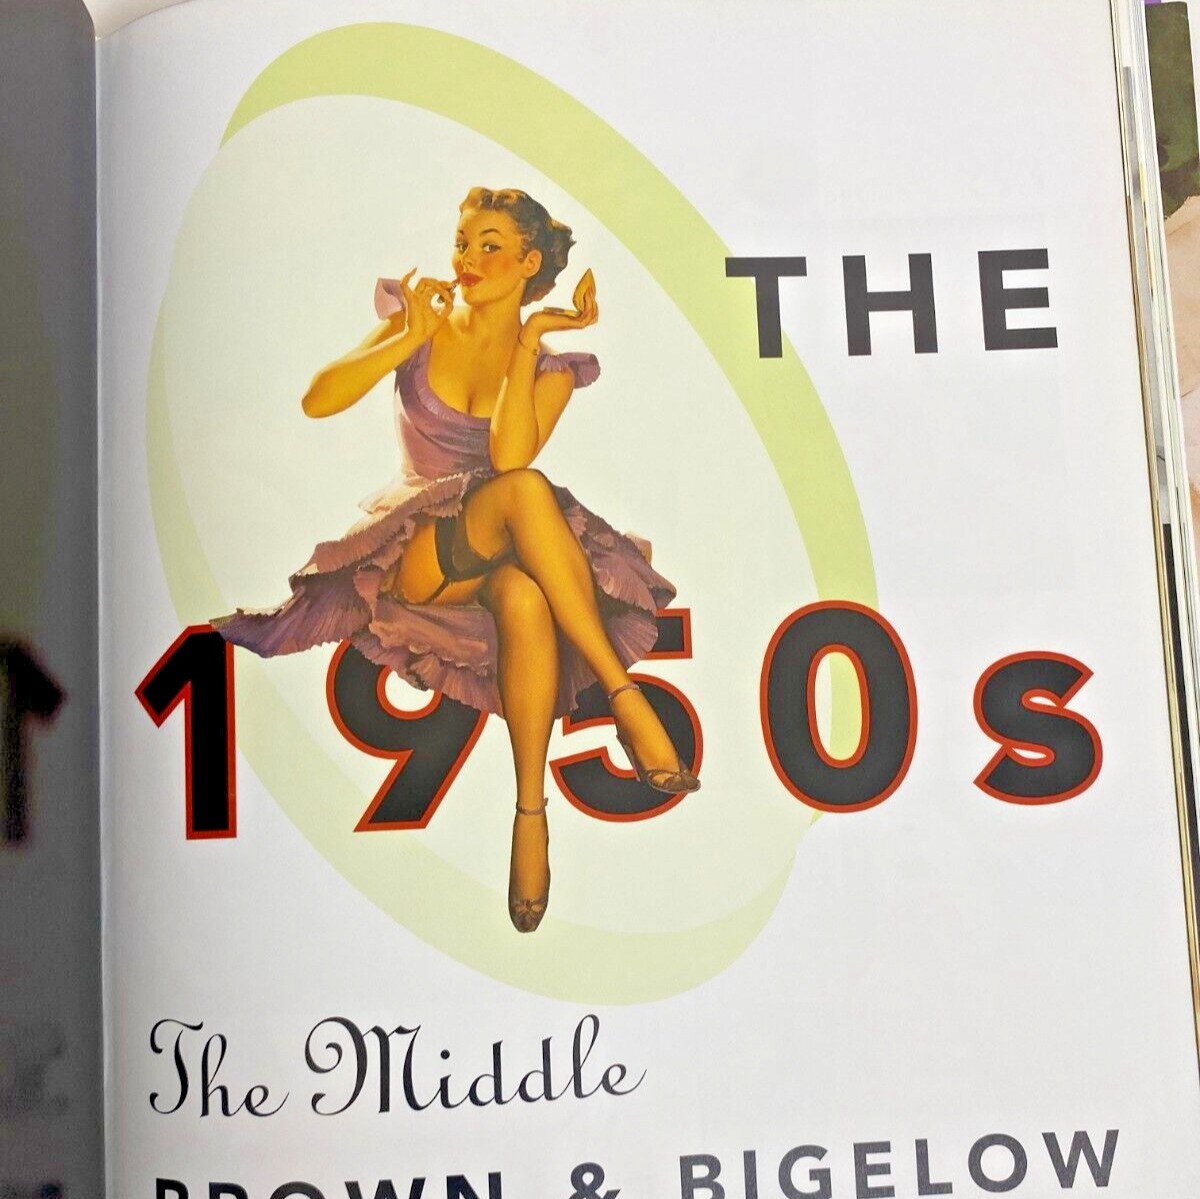 THE
1950s
The Middle
BROWN & BIGELOW